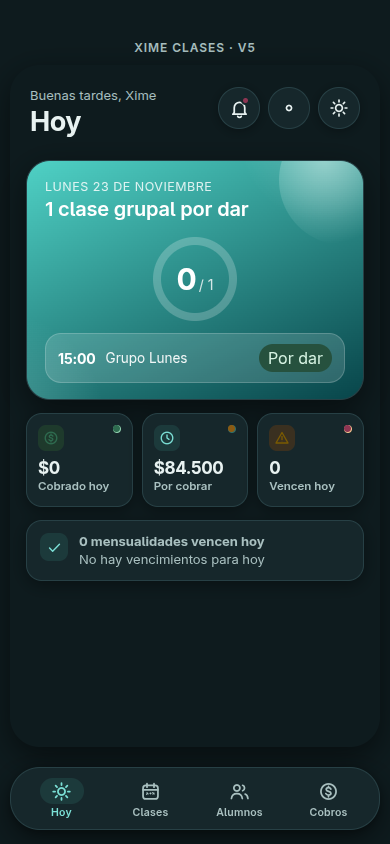 XIME CLASES · V5
Buenas tardes, Xime
Hoy
LUNES 23 DE NOVIEMBRE
1 clase grupal por dar
0 / 1
15:00 Grupo Lunes Por dar
$0
Cobrado hoy
$84.500
Por cobrar
0
Vencen hoy
0 mensualidades vencen hoy
No hay vencimientos para hoy
Hoy
Clases
Alumnos
Cobros